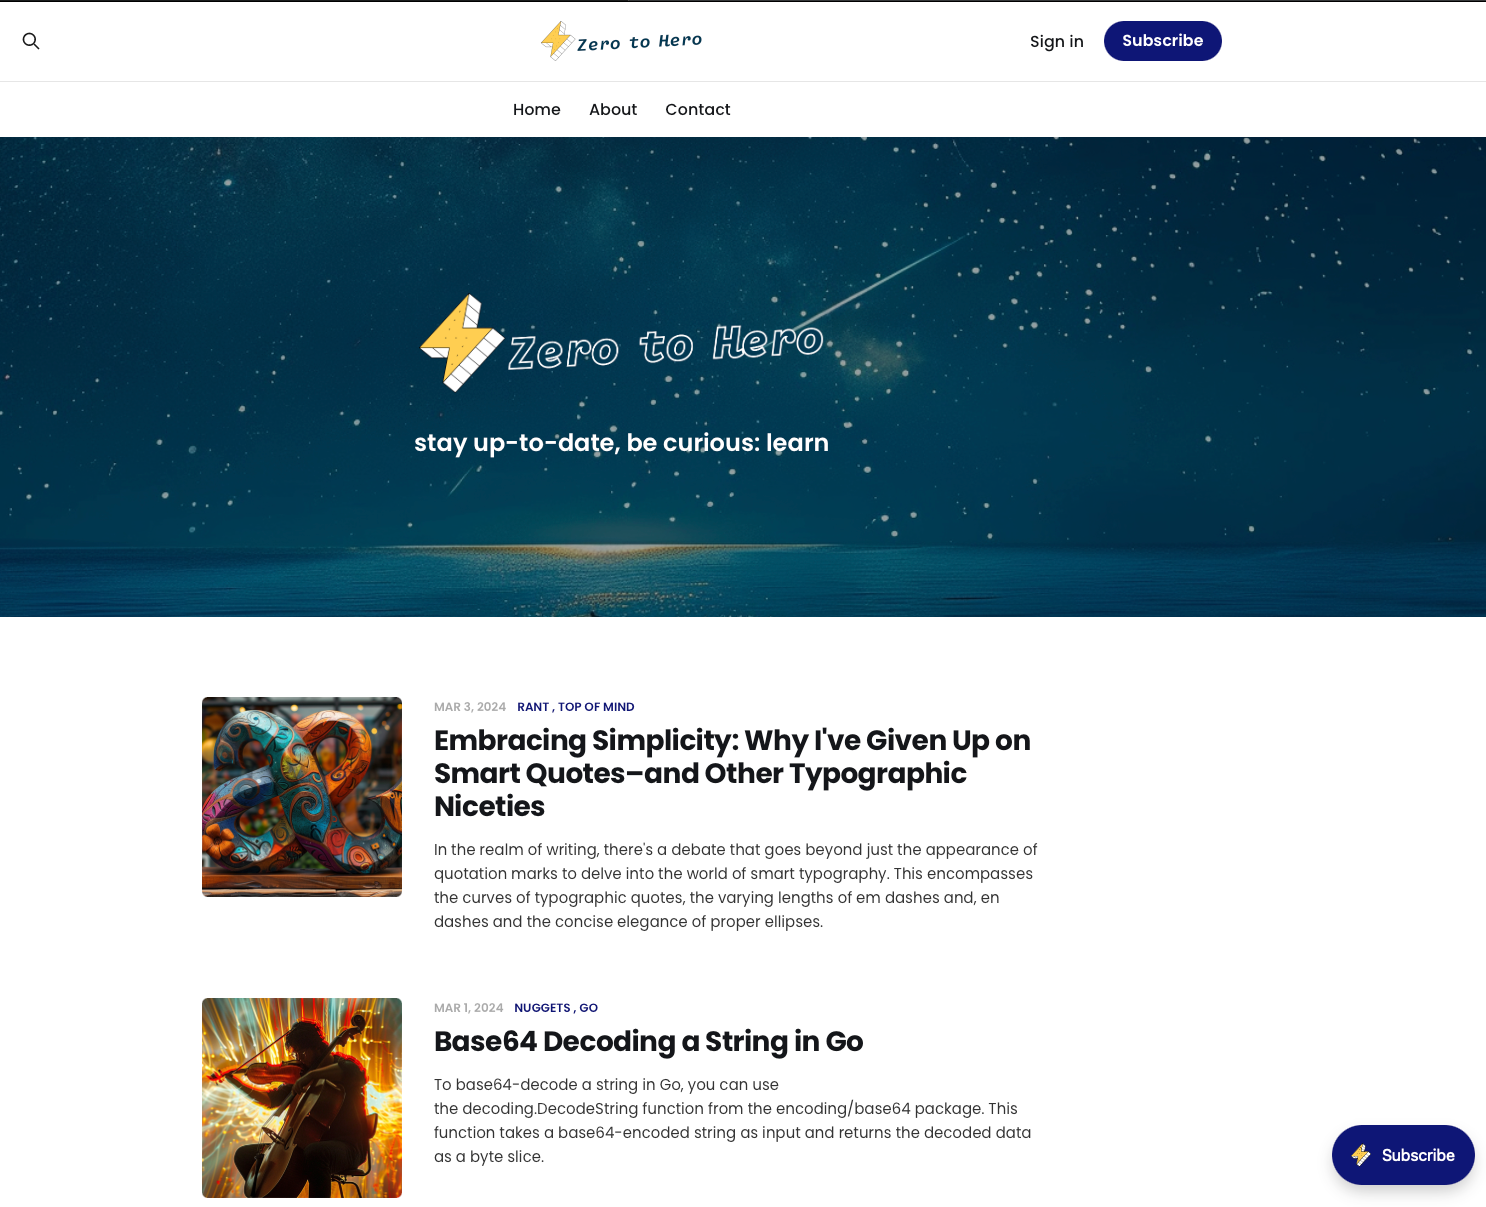 Zero to Hero
Sign in
Subscribe
Home
About
Contact
Zero to Hero
stay up-to-date, be curious: learn
MAR 3, 2024 RANT , TOP OF MIND
Embracing Simplicity: Why I've Given Up on
Smart Quotes–and Other Typographic
Niceties
In the realm of writing, there's a debate that goes beyond just the appearance of
quotation marks to delve into the world of smart typography. This encompasses
the curves of typographic quotes, the varying lengths of em dashes and, en
dashes and the concise elegance of proper ellipses.
MAR 1, 2024 NUGGETS , GO
Base64 Decoding a String in Go
To base64-decode a string in Go, you can use
the decoding.DecodeString function from the encoding/base64 package. This
function takes a base64-encoded string as input and returns the decoded data
as a byte slice.
Subscribe